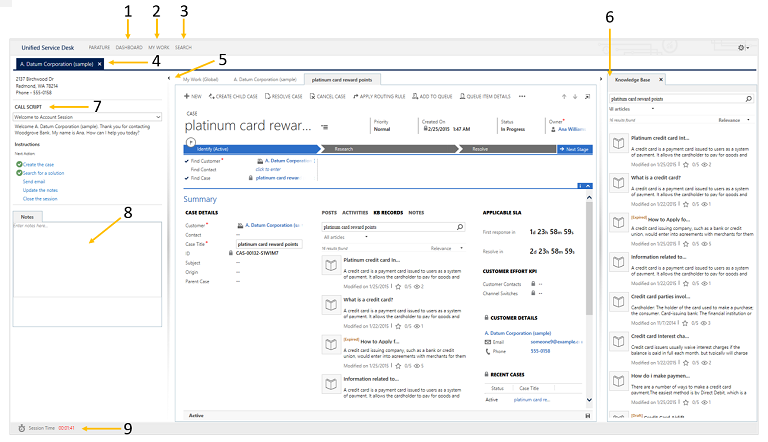 1
2
3
Unified Service Desk
PARATURE
DASHBOARD
MY WORK
SEARCH
A. Datum Corporation (sample) ×
4
5
6
2137 Birchwood Dr
Redmond, WA 78214
Phone - 555-0158
CALL SCRIPT
7
Welcome to Account Session
Welcome A. Datum Corporation (sample). Thank you for contacting
Woodgrove Bank. My name is Ana. How can I help you today?
Instructions
Create the case
Search for a solution
Send email
Update the notes
Close the session
Notes
8
Enter notes here...
My Work (Global)
A. Datum Corporation (sample)
platinum card reward points
+ NEW
CREATE CHILD CASE
RESOLVE CASE
CANCEL CASE
APPLY ROUTING RULE
ADD TO QUEUE
QUEUE ITEM DETAILS
•••
CASE
platinum card rewar...
Priority
Normal
Created On
2/25/2015 1:47 AM
Status
In Progress
Owner*
Ana Williams
Identify (Active)
Research
Resolve
Next Stage
Find Customer*
A. Datum Corporation
Find Contact
click to enter
Find Case
platinum card rewar
Summary
CASE DETAILS
Customer*
A. Datum Corporation (sa
Contact
--
Case Title*
platinum card reward points
ID
CAS-00132-S1W1M7
Subject
--
Origin
--
Parent Case
--
POSTS
ACTIVITIES
KB RECORDS
NOTES
platinum card reward points
All articles
Relevance
Platinum credit card in...
A credit card is a payment card issued to users as a system
of payment. It allows the cardholder to pay for goods and
Modified on 1/25/2015
0/5
2
What is a credit card?
A credit card is a payment card issued to users as a system
of payment. It allows the cardholder to pay for goods and
Modified on 1/22/2015
0/5
1
[Expired] How to Apply f...
A credit card issuing company, such as a bank or credit
union, would enter into agreements with merchants for them
Modified on 1/25/2015
0/5
5
Information related to...
A credit card is a payment card issued to users as a system
of payment. It allows the cardholder to pay for goods and
APPLICABLE SLA
First response in
1d 23h 58m 59s
Resolve in
2d 23h 58m 59s
CUSTOMER EFFORT KPI
Customer Contacts
--
Channel Switches
--
CUSTOMER DETAILS
A. Datum Corporation (sample)
Email
someone9@example.c
Phone
555-0158
RECENT CASES
Status
Case Title
Active
platinum card re...
Active
Knowledge Base ×
platinum card reward points
All articles
Relevance
Platinum credit card int...
A credit card is a payment card issued to users as a system
of payment. It allows the cardholder to pay for goods and
Modified on 1/25/2015
0/5
2
What is a credit card?
A credit card is a payment card issued to users as a system
of payment. It allows the cardholder to pay for goods and
Modified on 1/22/2015
0/5
1
[Expired] How to Apply fo...
A credit card issuing company, such as a bank or credit
union, would enter into agreements with merchants for them
Modified on 1/25/2015
0/5
5
Information related to...
A credit card is a payment card issued to users as a system
of payment. It allows the cardholder to pay for goods and
Modified on 1/22/2015
0/5
1
Credit card parties invol...
Cardholder: The holder of the card used to make a purchase;
the consumer. Card-issuing bank: The financial institution or
Modified on 11/7/2014
0/5
3
Credit card Interest cha...
Credit card issuers usually waive interest charges if the
balance is paid in full each month, but typically will charge
Modified on 1/22/2015
0/5
1
How do I make paymen...
There are a number of ways to make a credit card
payment.The easiest method is by Direct Debit, which is a
Modified on 1/22/2015
0/5
1
Session Time 00:01:41
9